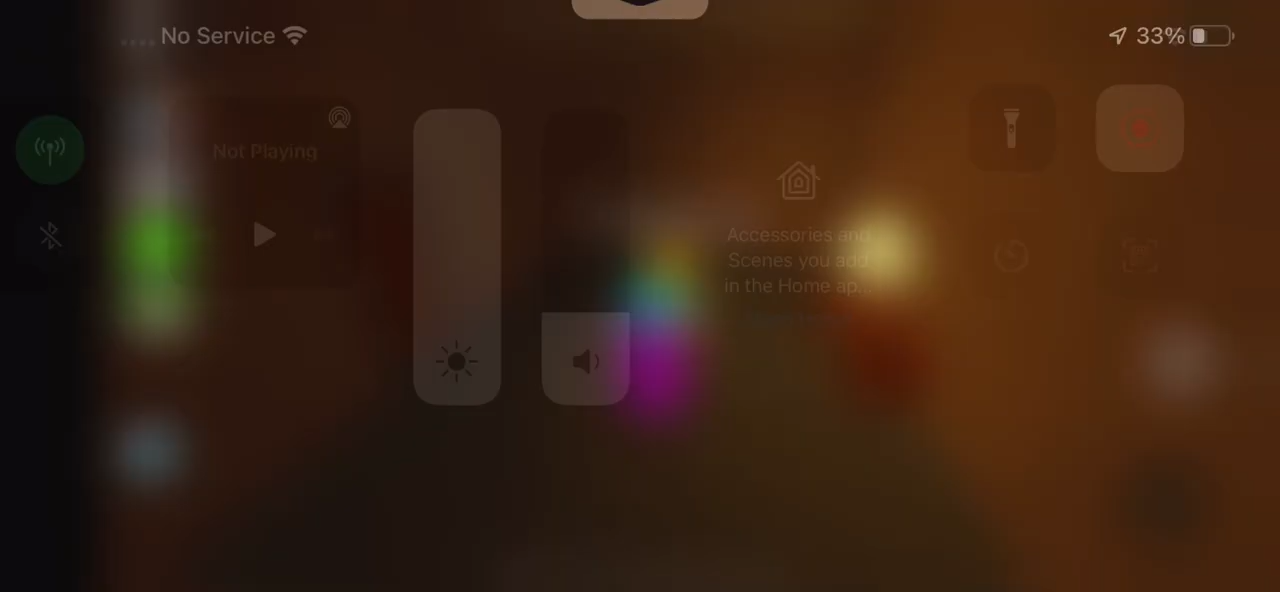 No Service
33%
Not Playing
Accessories and
Scenes you add
in the Home ap...